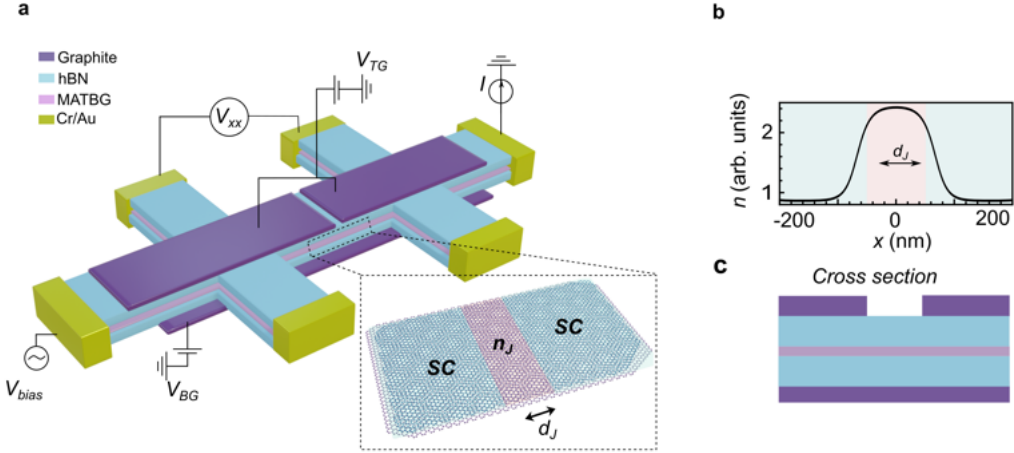 a
Graphite
hBN
MATBG
Cr/Au
V_TG
I
V_xx
V_bias
V_BG
SC
n_J
SC
d_J
b
n (arb. units)
2
1
d_J
-200
0
200
x (nm)
c
Cross section